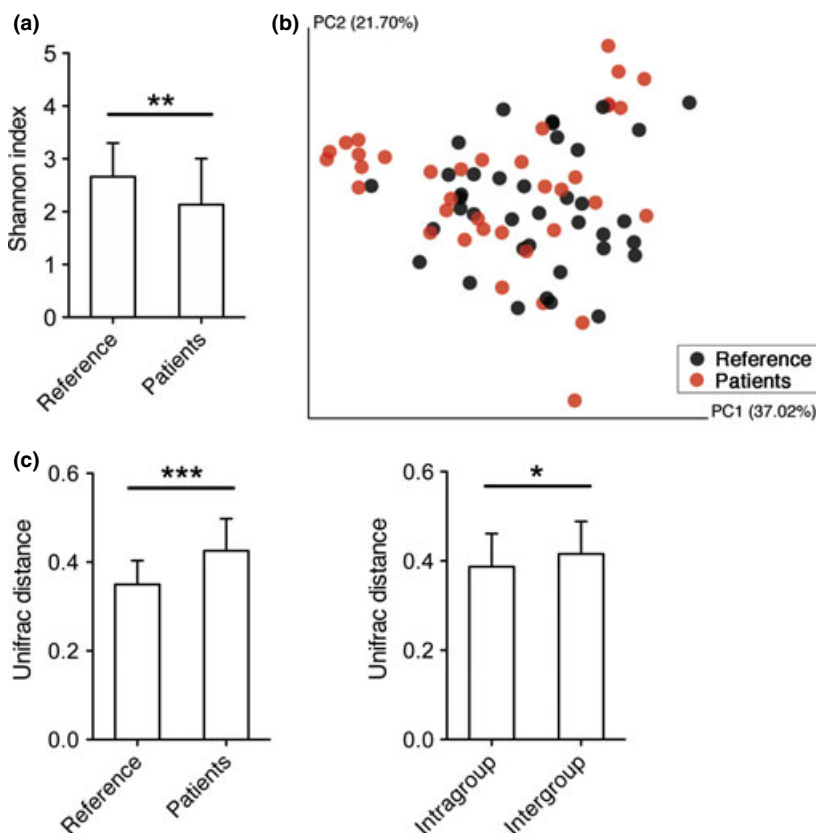 (a)
Shannon index
5
4
3
2
1
0
**
Reference
Patients
(b)
PC2 (21.70%)
Reference
Patients
PC1 (37.02%)
(c)
Unifrac distance
0.6
0.4
0.2
0.0
***
Reference
Patients
Unifrac distance
0.6
0.4
0.2
0.0
*
Intragroup
Intergroup